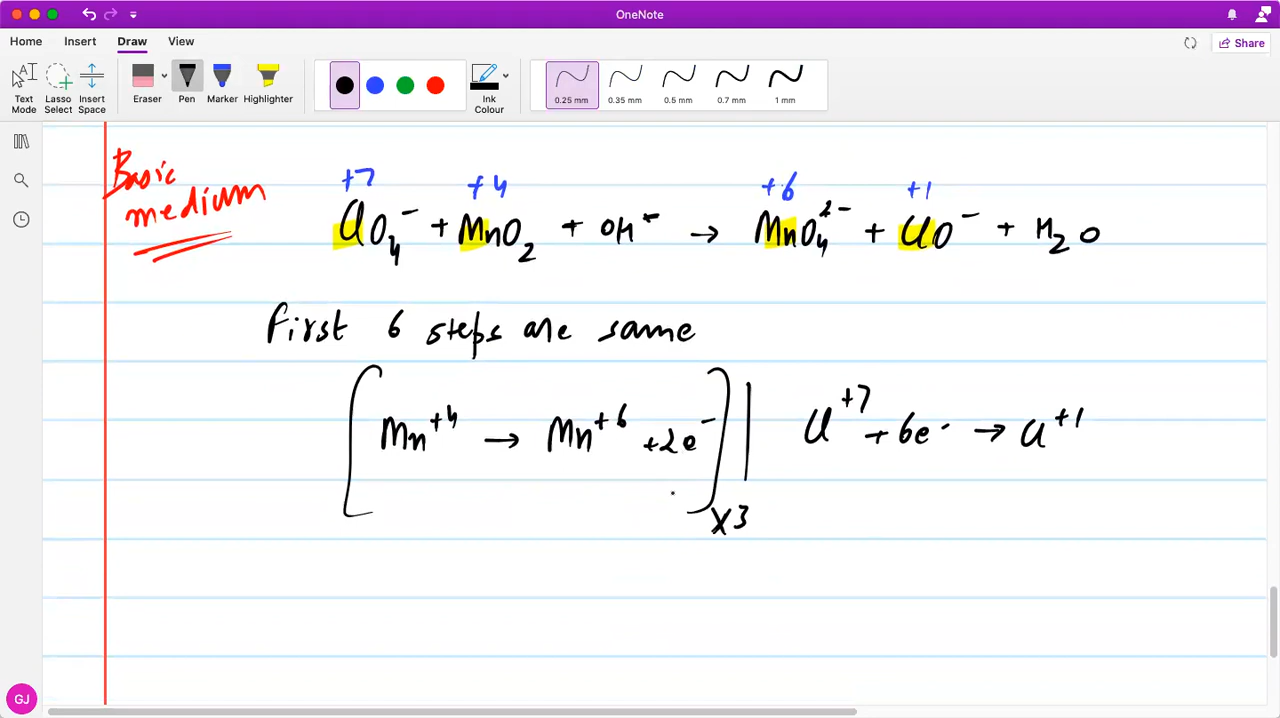 OneNote
Home Insert Draw View
Share
Text Mode Lasso Select Insert Space Eraser Pen Marker Highlighter Ink Colour 0.25 mm 0.35 mm 0.5 mm 0.7 mm 1 mm
Basic
medium
+7 +4 +6 +1
ClO₄⁻ + MnO₂ + OH⁻ → MnO₄²⁻ + ClO⁻ + H₂O
First 6 steps are same
[Mn⁺⁴ → Mn⁺⁶ +2e⁻] | Cl⁺⁷ + 6e⁻ → Cl⁺¹
X3
GJ